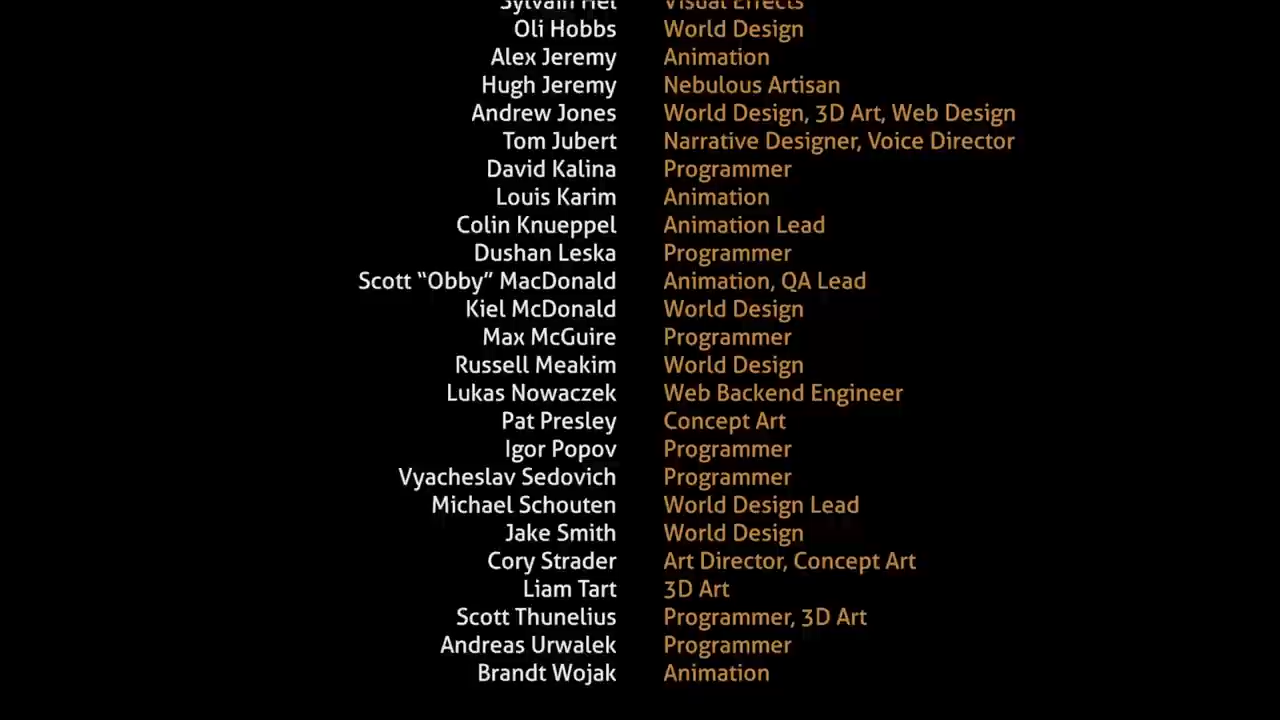 Sylvain Hel Visual Effects
Oli Hobbs World Design
Alex Jeremy Animation
Hugh Jeremy Nebulous Artisan
Andrew Jones World Design, 3D Art, Web Design
Tom Jubert Narrative Designer, Voice Director
David Kalina Programmer
Louis Karim Animation
Colin Knueppel Animation Lead
Dushan Leska Programmer
Scott “Obby” MacDonald Animation, QA Lead
Kiel McDonald World Design
Max McGuire Programmer
Russell Meakim World Design
Lukas Nowaczek Web Backend Engineer
Pat Presley Concept Art
Igor Popov Programmer
Vyacheslav Sedovich Programmer
Michael Schouten World Design Lead
Jake Smith World Design
Cory Strader Art Director, Concept Art
Liam Tart 3D Art
Scott Thunelius Programmer, 3D Art
Andreas Urwalek Programmer
Brandt Wojak Animation